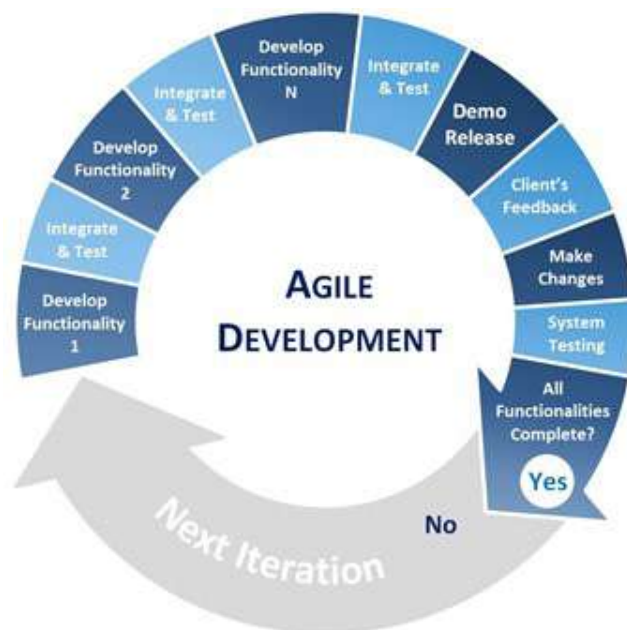 Develop
Functionality
1
Integrate
& Test
Develop
Functionality
2
Integrate
& Test
Develop
Functionality
N
Integrate
& Test
Demo
Release
Client's
Feedback
Make
Changes
System
Testing
All
Functionalities
Complete?
Yes
No
Next Iteration
AGILE
DEVELOPMENT